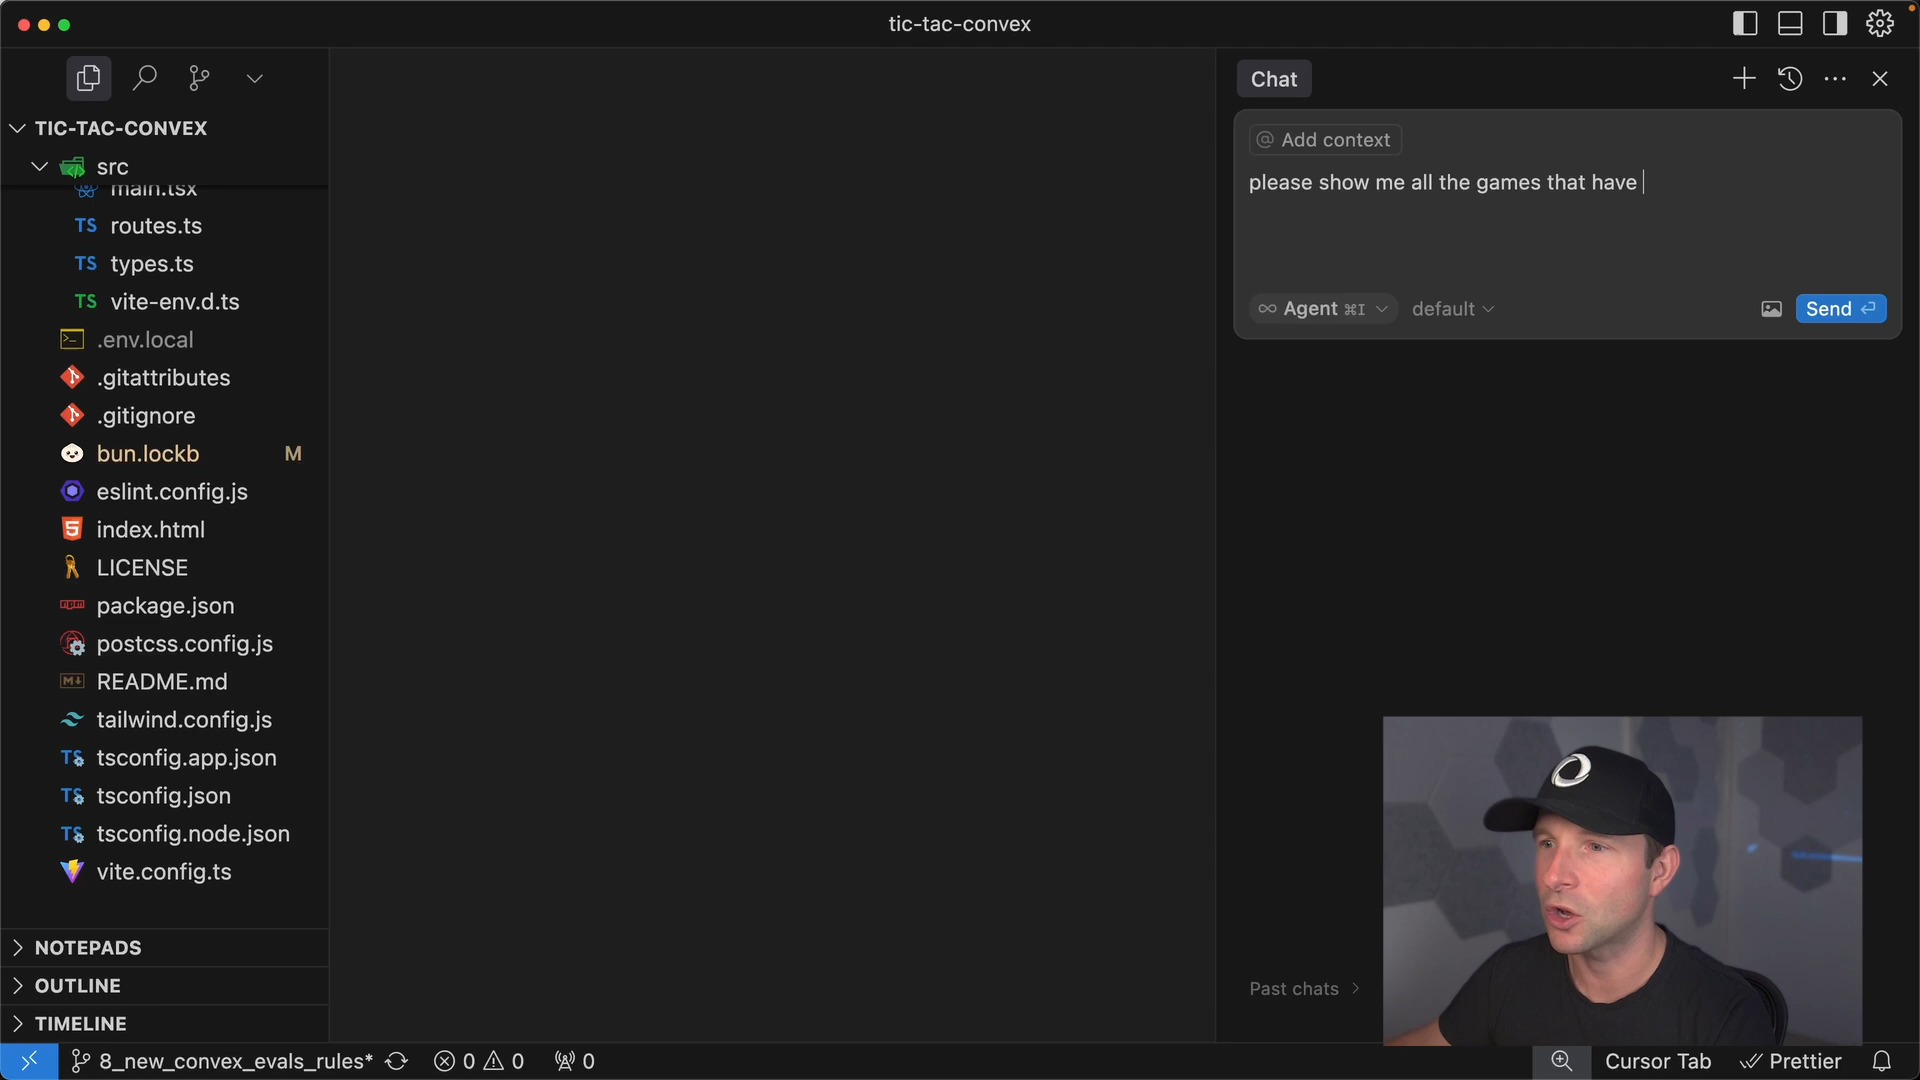 tic-tac-convex
TIC-TAC-CONVEX
src
main.tsx
TS routes.ts
TS types.ts
TS vite-env.d.ts
.env.local
.gitattributes
.gitignore
bun.lockb M
eslint.config.js
5 index.html
LICENSE
package.json
postcss.config.js
README.md
tailwind.config.js
TS tsconfig.app.json
TS tsconfig.json
TS tsconfig.node.json
vite.config.ts
NOTEPADS
OUTLINE
TIMELINE
8_new_convex_evals_rules*
0
0
0
Chat
@ Add context
please show me all the games that have
∞ Agent ⌘I
default
Send
Past chats
Cursor Tab
Prettier